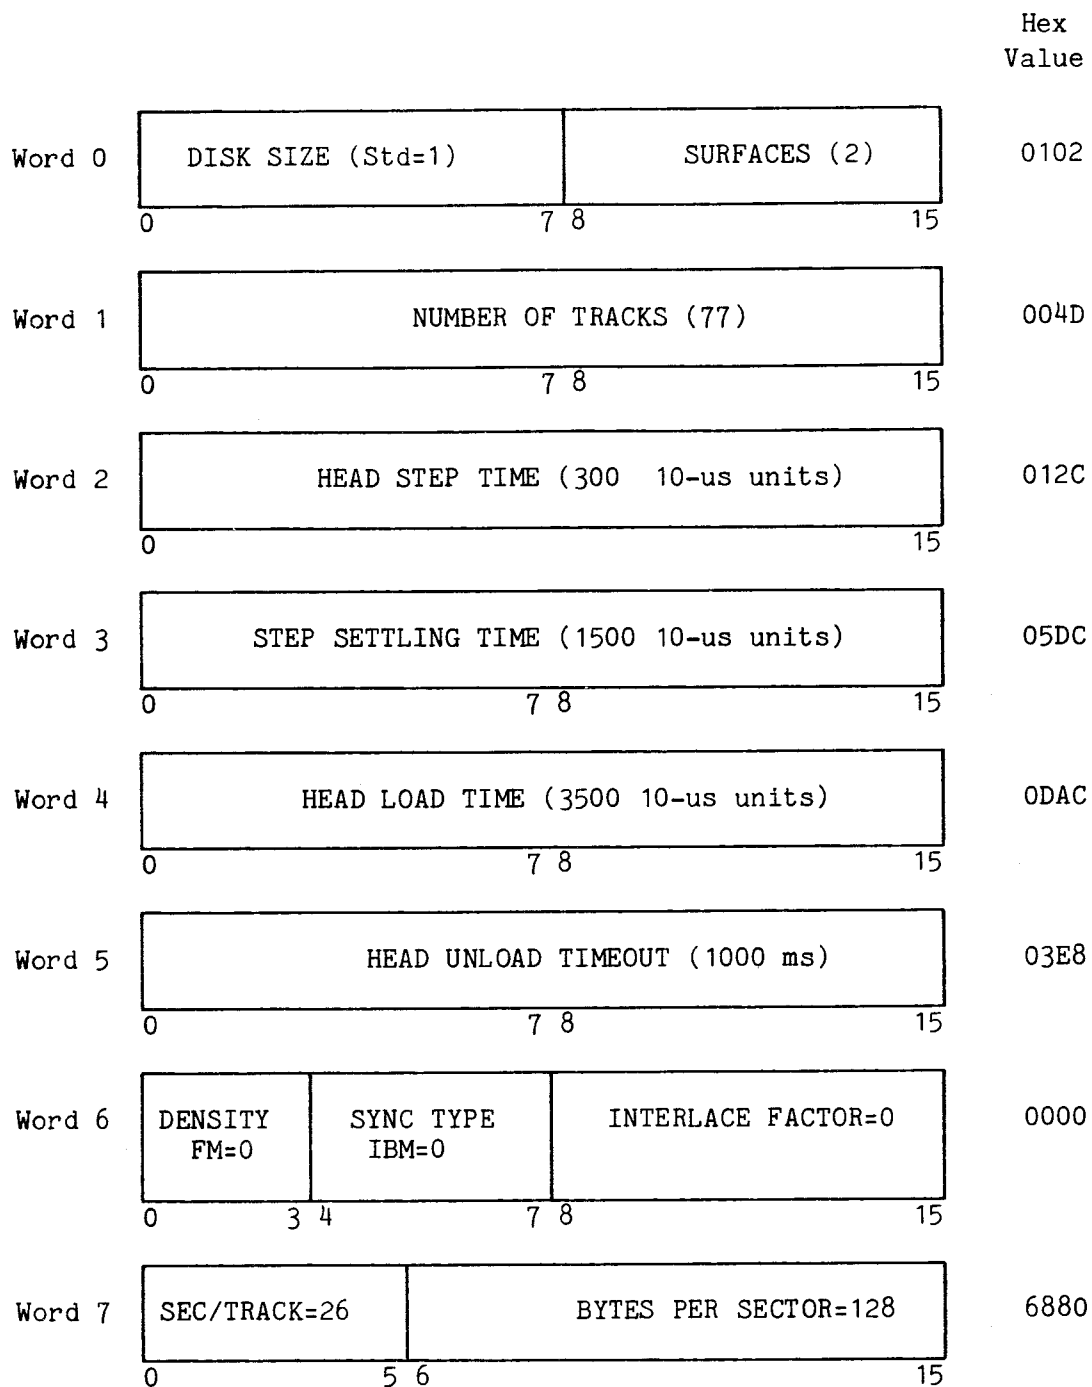 Hex
Value
Word 0 DISK SIZE (Std=1) SURFACES (2) 0102
0 7 8 15
Word 1 NUMBER OF TRACKS (77) 004D
0 7 8 15
Word 2 HEAD STEP TIME (300 10-us units) 012C
0 15
Word 3 STEP SETTLING TIME (1500 10-us units) 05DC
0 7 8 15
Word 4 HEAD LOAD TIME (3500 10-us units) 0DAC
0 7 8 15
Word 5 HEAD UNLOAD TIMEOUT (1000 ms) 03E8
0 7 8 15
Word 6 DENSITY SYNC TYPE INTERLACE FACTOR=0 0000
FM=0 IBM=0
0 3 4 7 8 15
Word 7 SEC/TRACK=26 BYTES PER SECTOR=128 6880
0 5 6 15